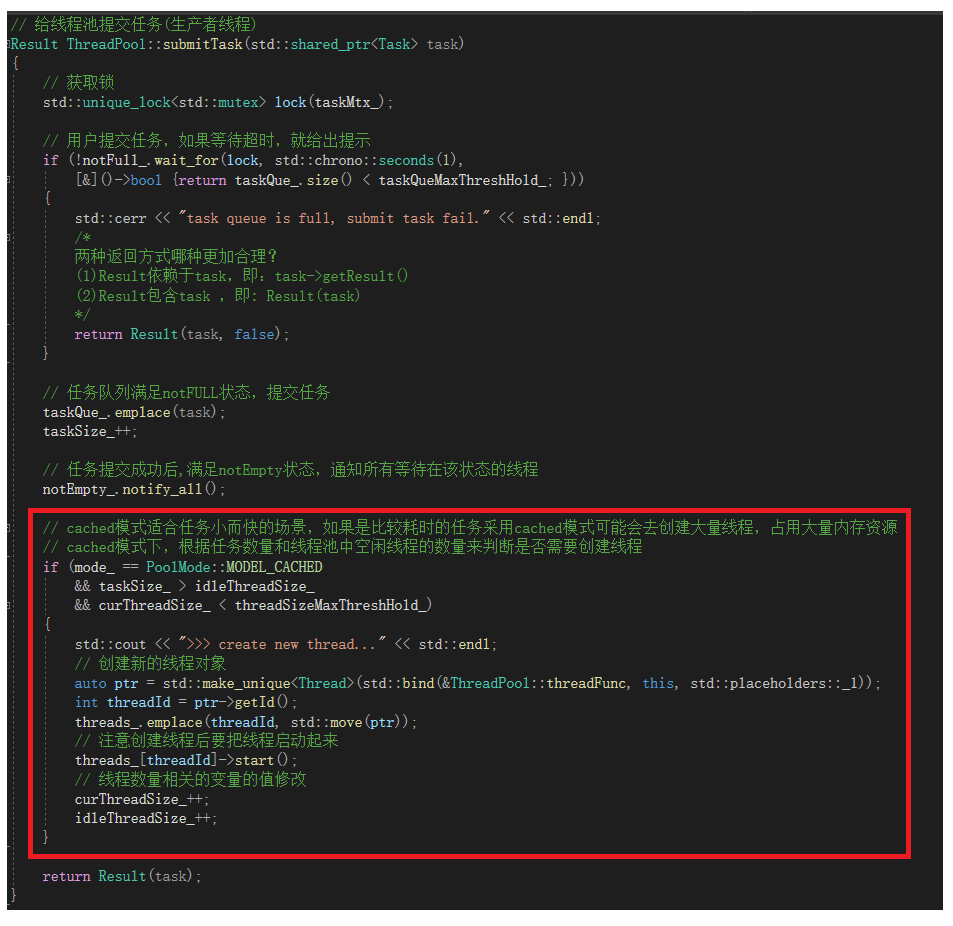 // 给线程池提交任务(生产者线程)
Result ThreadPool::submitTask(std::shared_ptr<Task> task)
{
// 获取锁
std::unique_lock<std::mutex> lock(taskMtx_);
// 用户提交任务，如果等待超时，就给出提示
if (!notFull_.wait_for(lock, std::chrono::seconds(1),
[&]()->bool {return taskQue_.size() < taskQueMaxThreshHold_; }))
{
std::cerr << "task queue is full, submit task fail." << std::endl;
/*
两种返回方式哪种更加合理？
(1)Result依赖于task，即：task->getResult()
(2)Result包含task ，即: Result(task)
*/
return Result(task, false);
}
// 任务队列满足notFULL状态，提交任务
taskQue_.emplace(task);
taskSize_++;
// 任务提交成功后,满足notEmpty状态，通知所有等待在该状态的线程
notEmpty_.notify_all();
// cached模式适合任务小而快的场景，如果是比较耗时的任务采用cached模式可能会去创建大量线程，占用大量内存资源
// cached模式下，根据任务数量和线程池中空闲线程的数量来判断是否需要创建线程
if (mode_ == PoolMode::MODEL_CACHED
&& taskSize_ > idleThreadSize_
&& curThreadSize_ < threadSizeMaxThreshHold_)
{
std::cout << ">>> create new thread..." << std::endl;
// 创建新的线程对象
auto ptr = std::make_unique<Thread>(std::bind(&ThreadPool::threadFunc, this, std::placeholders::_1));
int threadId = ptr->getId();
threads_.emplace(threadId, std::move(ptr));
// 注意创建线程后要把线程启动起来
threads_[threadId]->start();
// 线程数量相关的变量的值修改
curThreadSize_++;
idleThreadSize_++;
}
return Result(task);
}